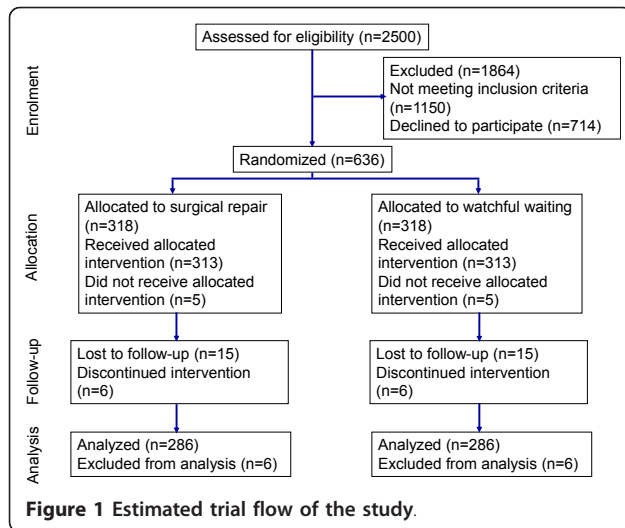 Assessed for eligibility (n=2500)
Enrolment
Excluded (n=1864)
Not meeting inclusion criteria
(n=1150)
Declined to participate (n=714)
Randomized (n=636)
Allocation
Allocated to surgical repair
(n=318)
Received allocated
intervention (n=313)
Did not receive allocated
intervention (n=5)
Allocated to watchful waiting
(n=318)
Received allocated
intervention (n=313)
Did not receive allocated
intervention (n=5)
Follow-up
Lost to follow-up (n=15)
Discontinued intervention
(n=6)
Lost to follow-up (n=15)
Discontinued intervention
(n=6)
Analysis
Analyzed (n=286)
Excluded from analysis (n=6)
Analyzed (n=286)
Excluded from analysis (n=6)
Figure 1 Estimated trial flow of the study.